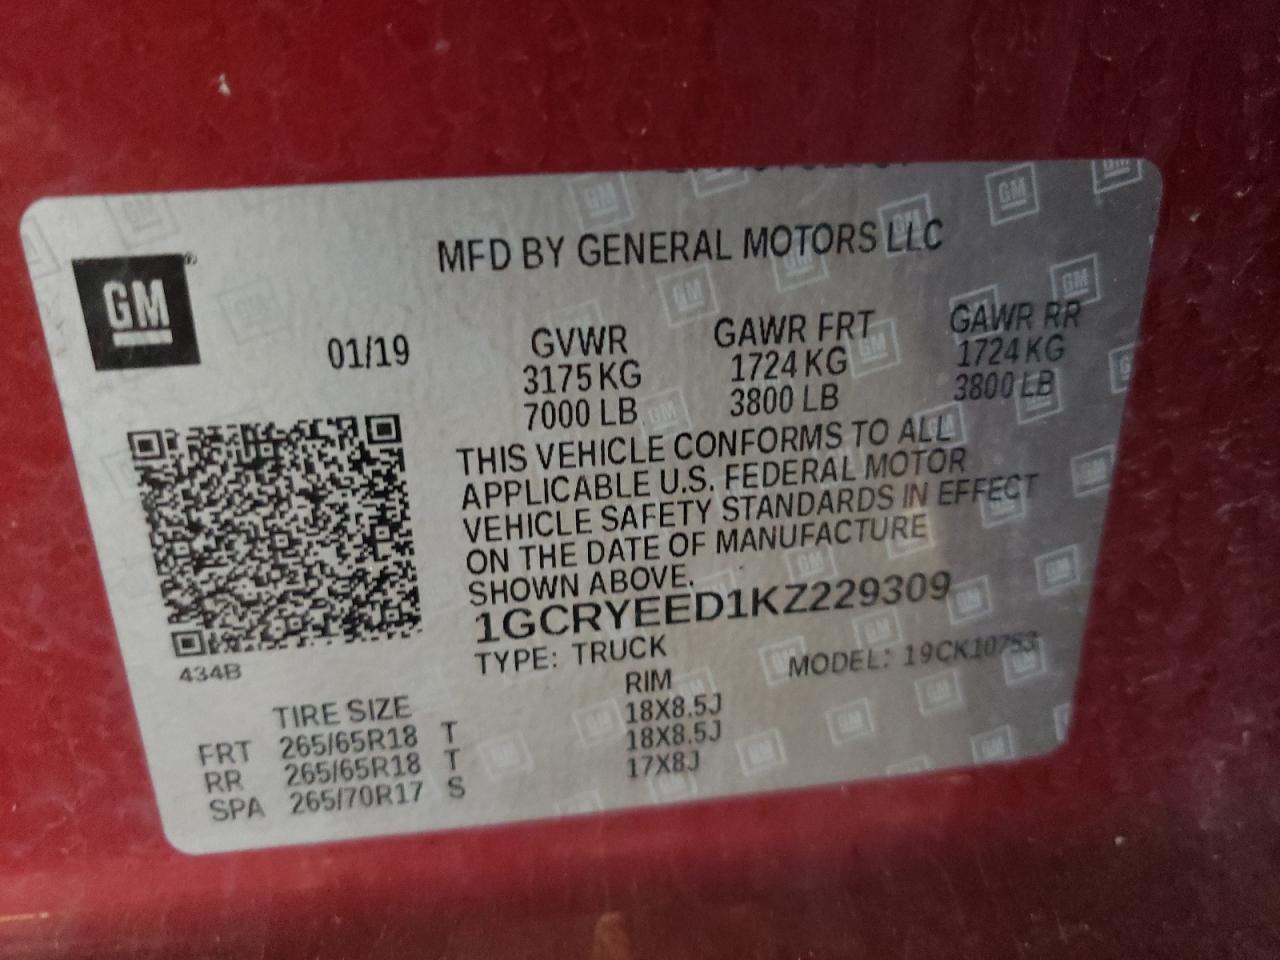 GM
MFD BY GENERAL MOTORS LLC
01/19
GVWR GAWR FRT GAWR RR
3175 KG 1724 KG 1724 KG
7000 LB 3800 LB 3800 LB
THIS VEHICLE CONFORMS TO ALL
APPLICABLE U.S. FEDERAL MOTOR
VEHICLE SAFETY STANDARDS IN EFFECT
ON THE DATE OF MANUFACTURE
SHOWN ABOVE.
1GCRYEED1KZ229309
434B
TYPE: TRUCK MODEL: 19CK10753
TIRE SIZE RIM
FRT 265/65R18 T 18X8.5J
RR 265/65R18 T 18X8.5J
SPA 265/70R17 S 17X8J